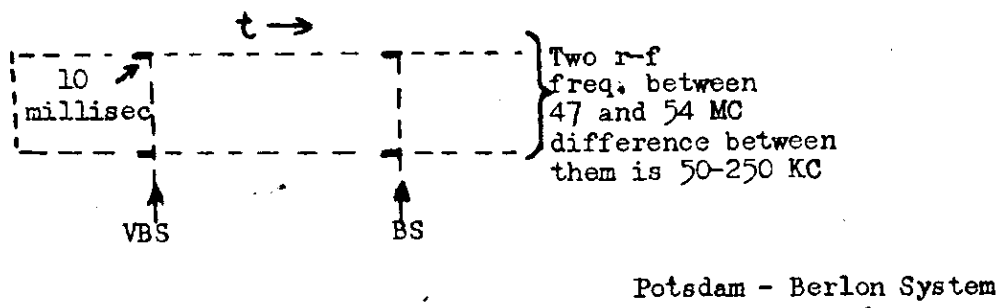 t →
10
millisec
Two r-f
freq. between
47 and 54 MC
difference between
them is 50-250 KC
VBS
BS
Potsdam - Berlon System